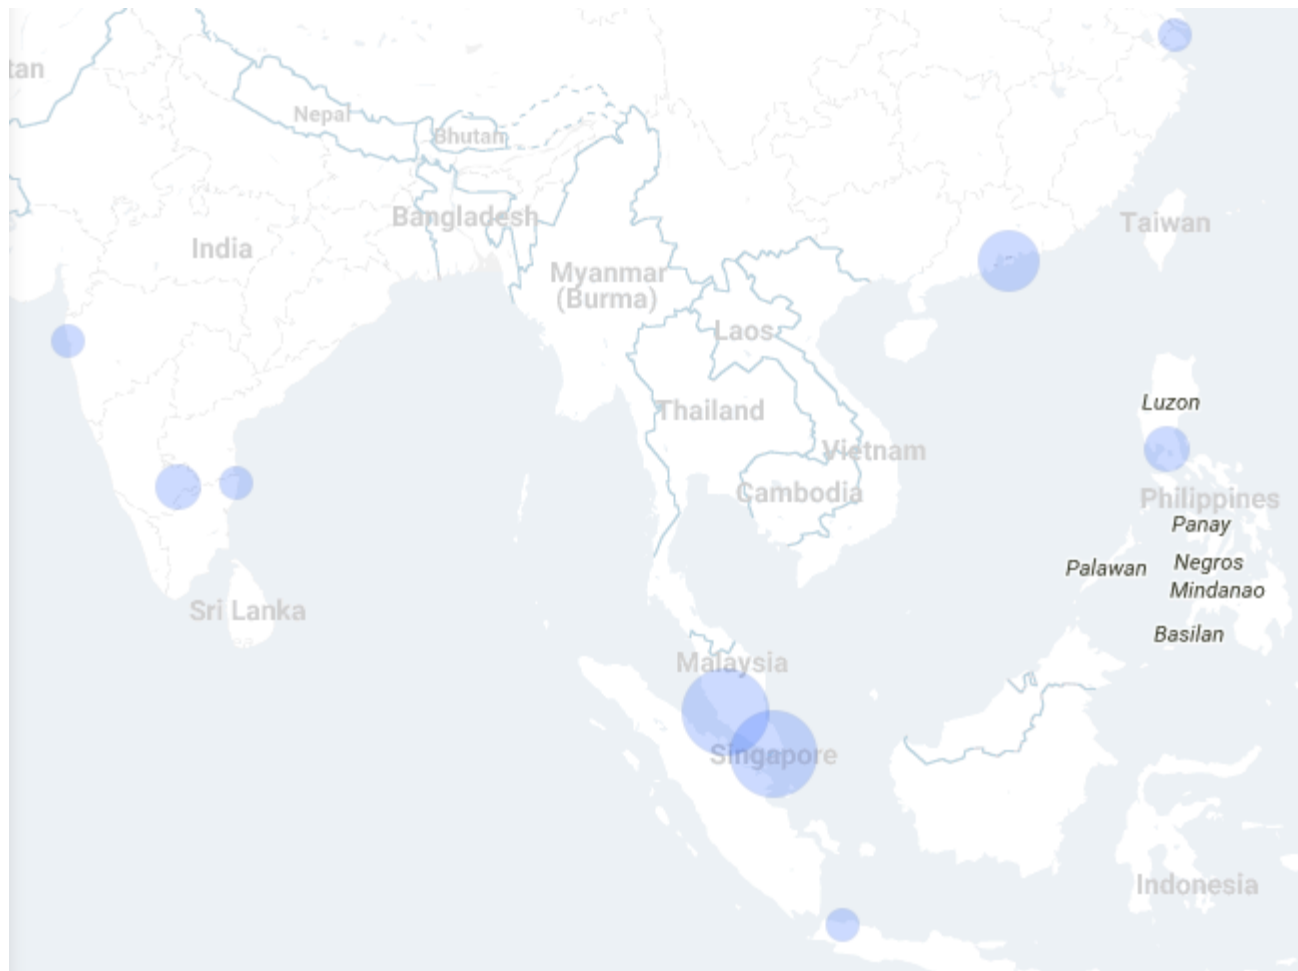 tan
Nepal
Bhutan
Bangladesh
India
Taiwan
Myanmar
(Burma)
Laos
Luzon
Thailand
Vietnam
Cambodia
Philippines
Panay
Palawan
Negros
Mindanao
Sri Lanka
Basilan
Malaysia
Singapore
Indonesia